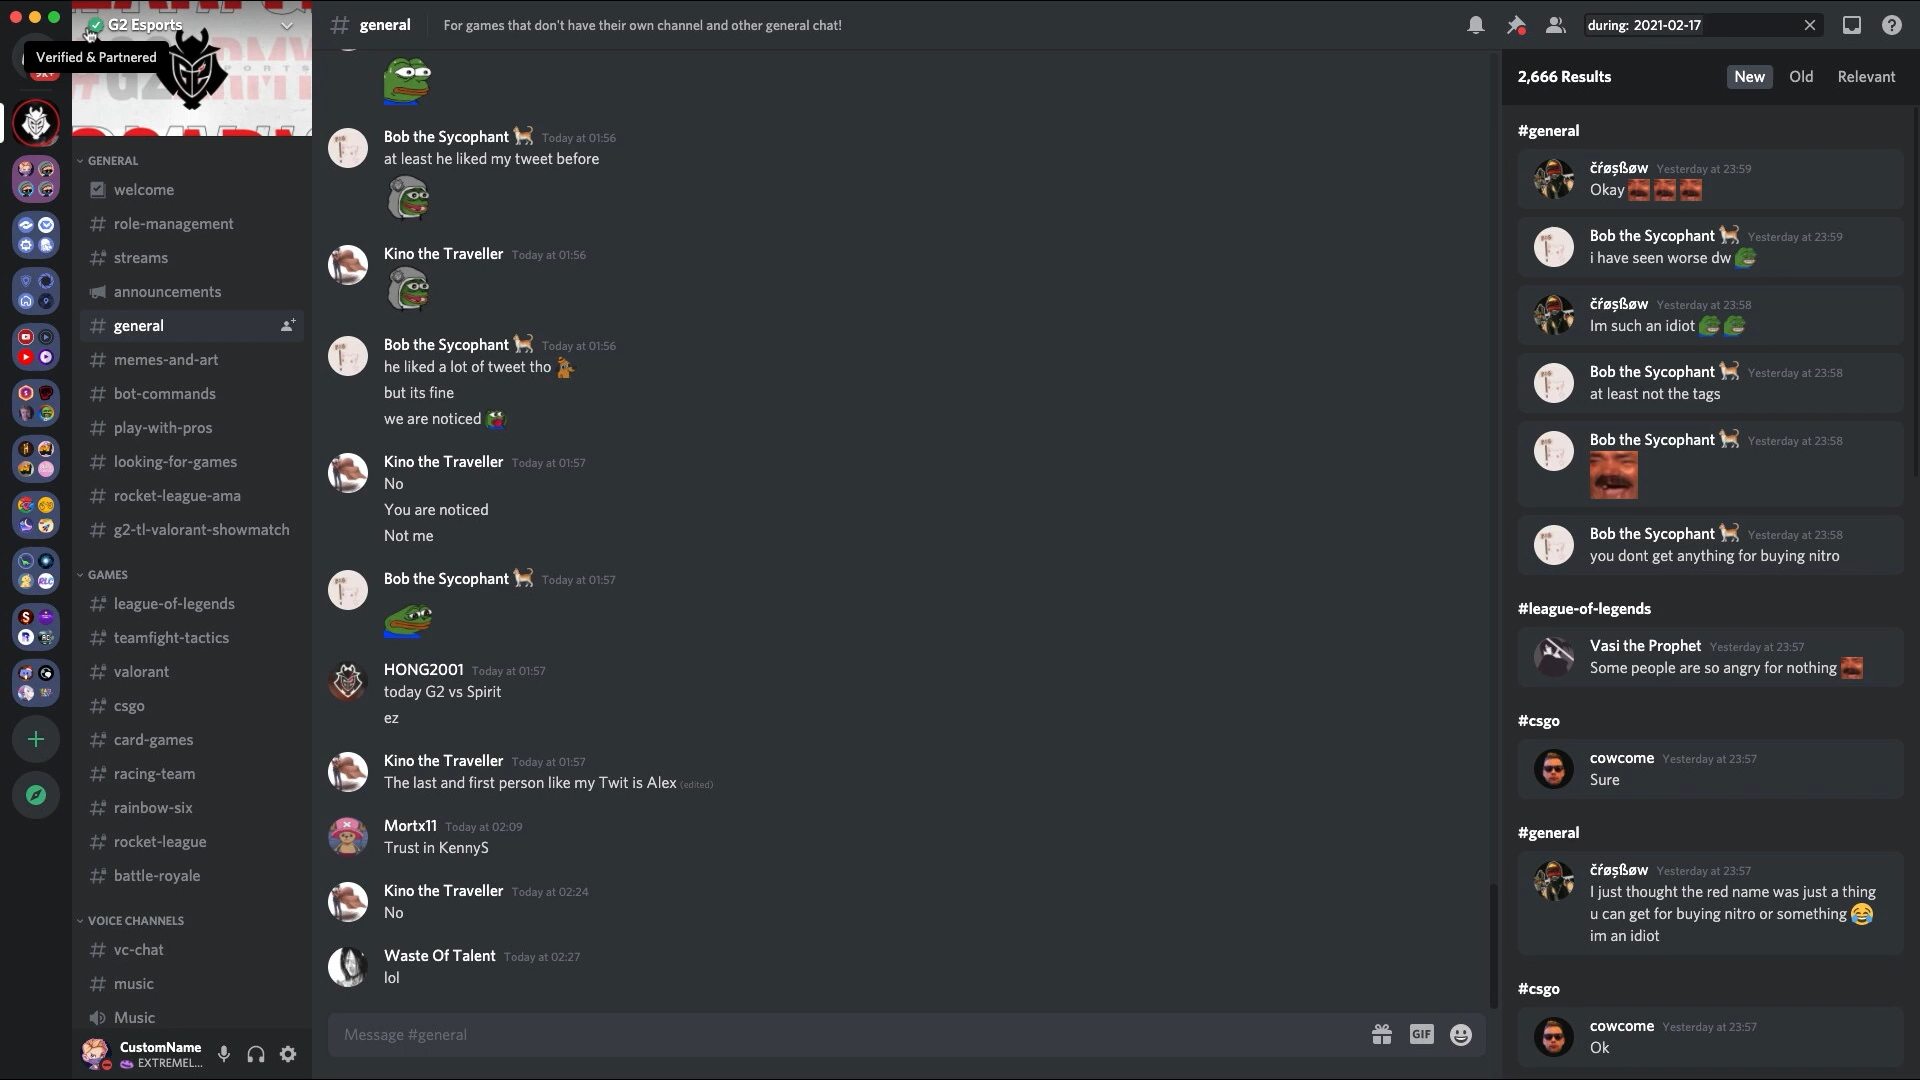 G2 Esports
Verified & Partnered
GENERAL
welcome
role-management
streams
announcements
general
memes-and-art
bot-commands
play-with-pros
looking-for-games
rocket-league-ama
g2-tl-valorant-showmatch
GAMES
league-of-legends
teamfight-tactics
valorant
csgo
card-games
racing-team
rainbow-six
rocket-league
battle-royale
VOICE CHANNELS
vc-chat
music
Music
CustomName
EXTREMEL...
general
For games that don't have their own channel and other general chat!
Bob the Sycophant Today at 01:56
at least he liked my tweet before
Kino the Traveller Today at 01:56
Bob the Sycophant Today at 01:56
he liked a lot of tweet tho
but its fine
we are noticed
Kino the Traveller Today at 01:57
No
You are noticed
Not me
Bob the Sycophant Today at 01:57
HONG2001 Today at 01:57
today G2 vs Spirit
ez
Kino the Traveller Today at 01:57
The last and first person like my Twit is Alex (edited)
Mortx11 Today at 02:09
Trust in KennyS
Kino the Traveller Today at 02:24
No
Waste Of Talent Today at 02:27
lol
Message #general
GIF
during: 2021-02-17
2,666 Results
New Old Relevant
#general
čŕøșßøw Yesterday at 23:59
Okay
Bob the Sycophant Yesterday at 23:59
i have seen worse dw
čŕøșßøw Yesterday at 23:58
Im such an idiot
Bob the Sycophant Yesterday at 23:58
at least not the tags
Bob the Sycophant Yesterday at 23:58
Bob the Sycophant Yesterday at 23:58
you dont get anything for buying nitro
#league-of-legends
Vasi the Prophet Yesterday at 23:57
Some people are so angry for nothing
#csgo
cowcome Yesterday at 23:57
Sure
#general
čŕøșßøw Yesterday at 23:57
I just thought the red name was just a thing
u can get for buying nitro or something 😂
im an idiot
#csgo
cowcome Yesterday at 23:57
Ok